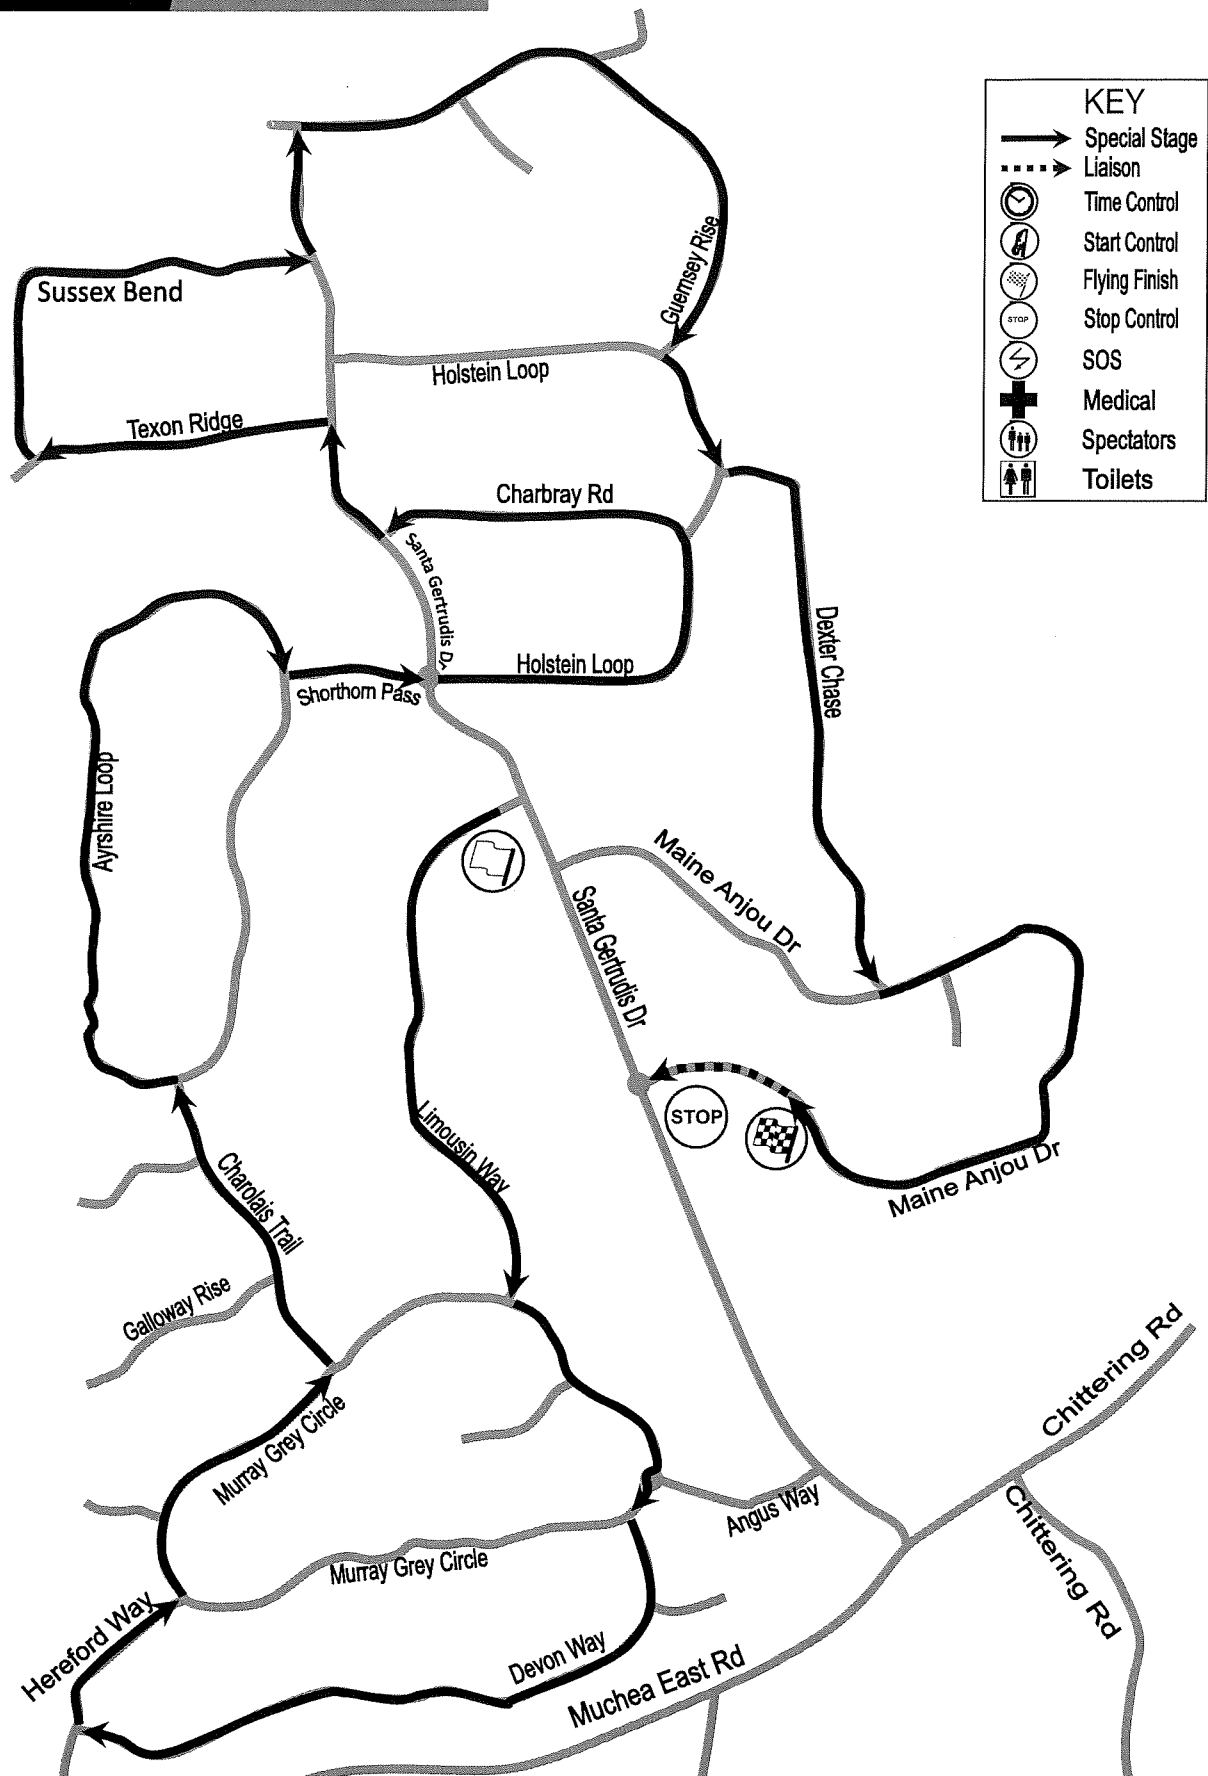 KEY
Special Stage
Liaison
Time Control
Start Control
Flying Finish
STOP
Stop Control
SOS
Medical
Spectators
Toilets
Guernsey Rise
Sussex Bend
Holstein Loop
Texon Ridge
Charbray Rd
Santa Gertrudis Dr
Holstein Loop
Shorthorn Pass
Dexter Chase
Ayrshire Loop
Maine Anjou Dr
Santa Gertrudis Dr
STOP
Limousin Way
Maine Anjou Dr
Charolais Trail
Galloway Rise
Chittering Rd
Murray Grey Circle
Angus Way
Chittering Rd
Murray Grey Circle
Hereford Way
Devon Way
Muchea East Rd